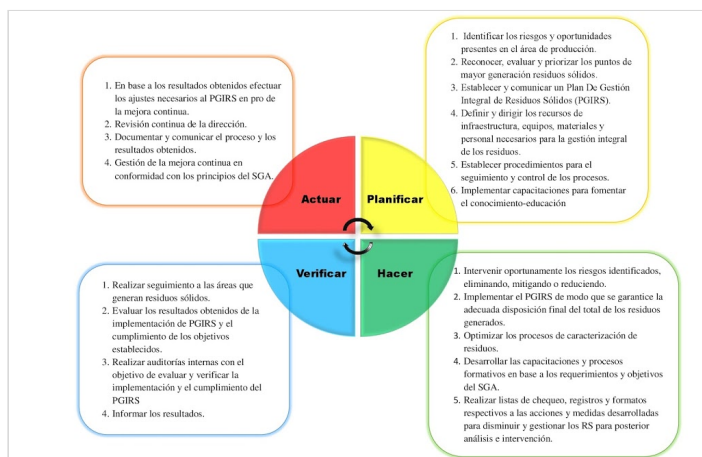 1. En base a los resultados obtenidos efectuar
los ajustes necesarios al PGIRS en pro de
la mejora continua.
2. Revisión continua de la dirección.
3. Documentar y comunicar el proceso y los
resultados obtenidos.
4. Gestión de la mejora continua en
conformidad con los principios del SGA.
1. Identificar los riesgos y oportunidades
presentes en el área de producción.
2. Reconocer, evaluar y priorizar los puntos de
mayor generación residuos sólidos.
3. Establecer y comunicar un Plan De Gestión
Integral de Residuos Sólidos (PGIRS).
4. Definir y dirigir los recursos de
infraestructura, equipos, materiales y
personal necesarios para la gestión integral
de los residuos.
5. Establecer procedimientos para el
seguimiento y control de los procesos.
6. Implementar capacitaciones para fomentar
el conocimiento-educación
Actuar
Planificar
Verificar
Hacer
1. Realizar seguimiento a las áreas que
generan residuos sólidos.
2. Evaluar los resultados obtenidos de la
implementación de PGIRS y el
cumplimiento de los objetivos
establecidos.
3. Realizar auditorías internas con el
objetivo de evaluar y verificar la
implementación y el cumplimiento del
PGIRS
4. Informar los resultados.
1. Intervenir oportunamente los riesgos identificados,
eliminando, mitigando o reduciendo.
2. Implementar el PGIRS de modo que se garantice la
adecuada disposición final del total de los residuos
generados.
3. Optimizar los procesos de caracterización de
residuos.
4. Desarrollar las capacitaciones y procesos
formativos en base a los requerimientos y objetivos
del SGA.
5. Realizar listas de chequeo, registros y formatos
respectivos a las acciones y medidas desarrolladas
para disminuir y gestionar los RS para posterior
análisis e intervención.